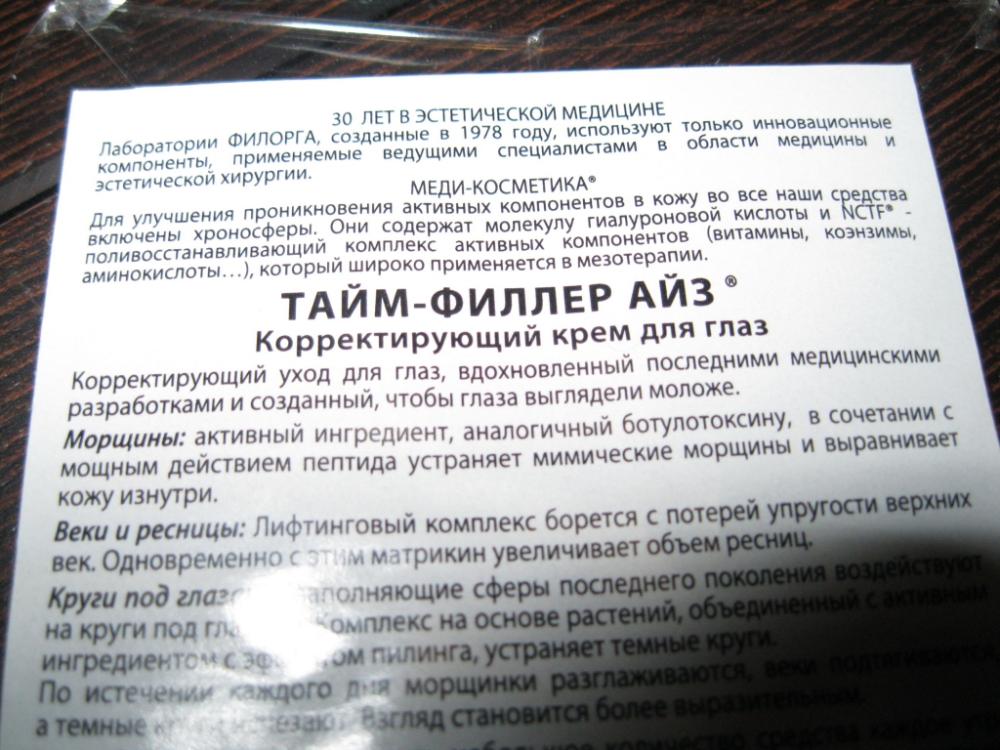 30 ЛЕТ В ЭСТЕТИЧЕСКОЙ МЕДИЦИНЕ
Лаборатории ФИЛОРГА, созданные в 1978 году, используют только инновационные
компоненты, применяемые ведущими специалистами в области медицины и
эстетической хирургии.
МЕДИ-КОСМЕТИКА®
Для улучшения проникновения активных компонентов в кожу во все наши средства
включены хроносферы. Они содержат молекулу гиалуроновой кислоты и NCTF® -
поливосстанавливающий комплекс активных компонентов (витамины, коэнзимы,
аминокислоты…), который широко применяется в мезотерапии.
ТАЙМ-ФИЛЛЕР АЙЗ ®
Корректирующий крем для глаз
Корректирующий уход для глаз, вдохновленный последними медицинскими
разработками и созданный, чтобы глаза выглядели моложе.
Морщины: активный ингредиент, аналогичный ботулотоксину, в сочетании с
мощным действием пептида устраняет мимические морщины и выравнивает
кожу изнутри.
Веки и ресницы: Лифтинговый комплекс борется с потерей упругости верхних
век. Одновременно с этим матрикин увеличивает объем ресниц.
Круги под сферы последнего поколения воздействуют
на круги под Комплекс на основе растений, объединенный с активным
ингредиентом с пилинга, устраняет темные круги.
По истечении каждого дня морщинки разглаживаются, веки подтягиваются,
а темные Взгляд становится более выразительным.
количество средства каждое